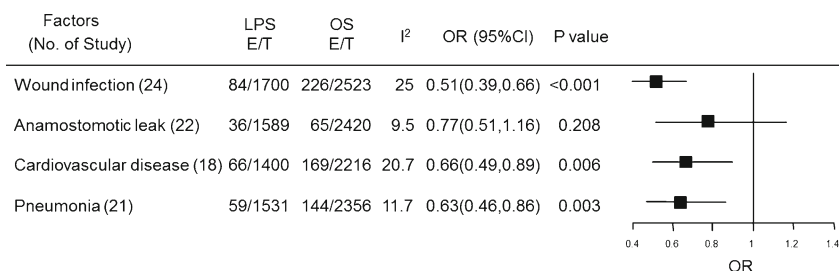 Factors
(No. of Study)
LPS
E/T
OS
E/T
I²
OR (95%CI)
P value
Wound infection (24) 84/1700 226/2523 25 0.51(0.39,0.66) <0.001
Anamostomotic leak (22) 36/1589 65/2420 9.5 0.77(0.51,1.16) 0.208
Cardiovascular disease (18) 66/1400 169/2216 20.7 0.66(0.49,0.89) 0.006
Pneumonia (21) 59/1531 144/2356 11.7 0.63(0.46,0.86) 0.003
0.4 0.6 0.8 1 1.2 1.4
OR